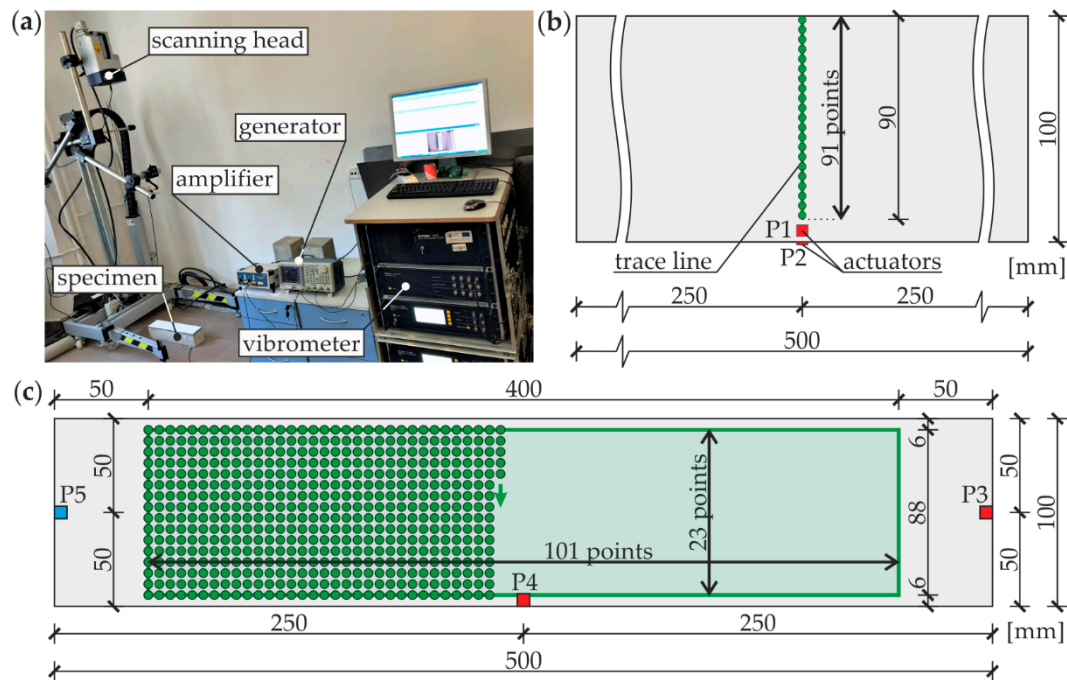 (a)
scanning head
generator
amplifier
specimen
vibrometer
(b)
91 points
90
100
P1
P2
trace line
actuators
[mm]
250
250
500
(c)
50
400
50
50
50
P5
101 points
23 points
P4
P3
6
88
6
50
50
100
250
250
[mm]
500